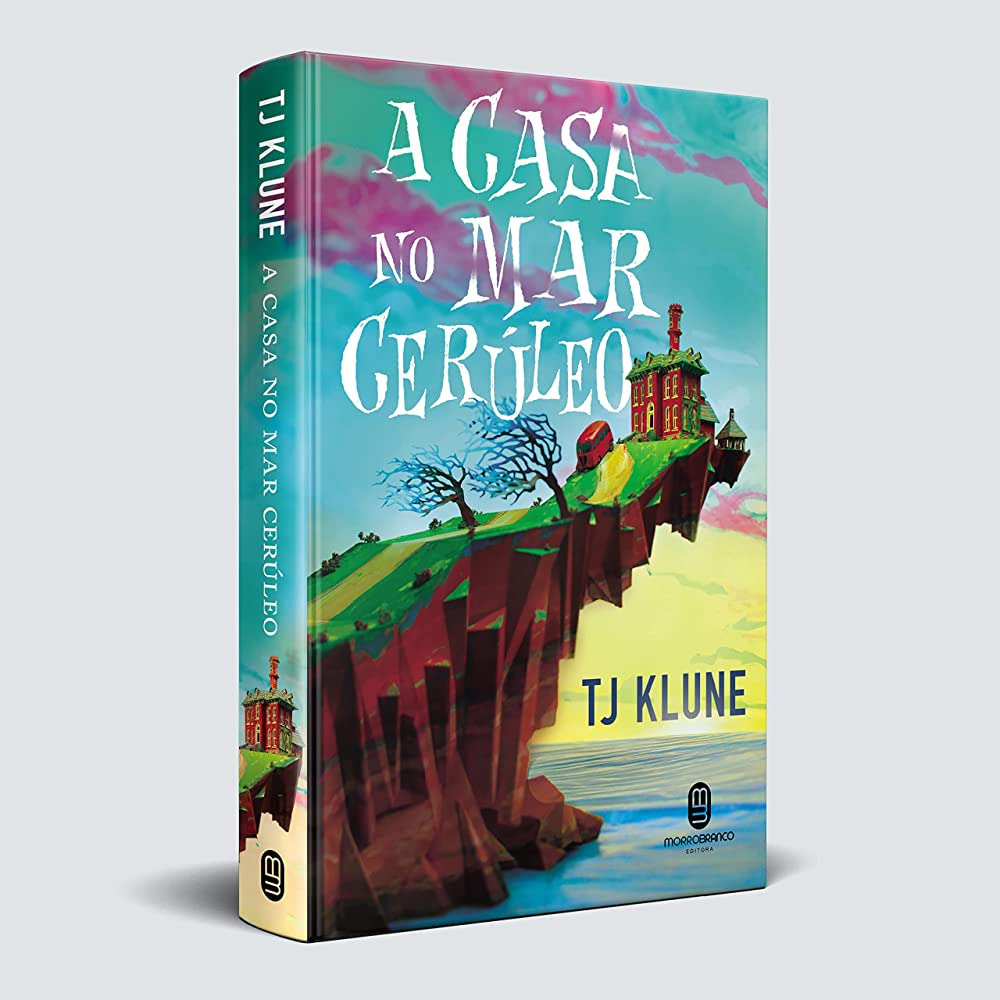 TJ KLUNE
A CASA NO MAR CERÚLEO
A CASA
NO MAR
CERÚLEO
TJ KLUNE
MORROBRANCO
EDITORA